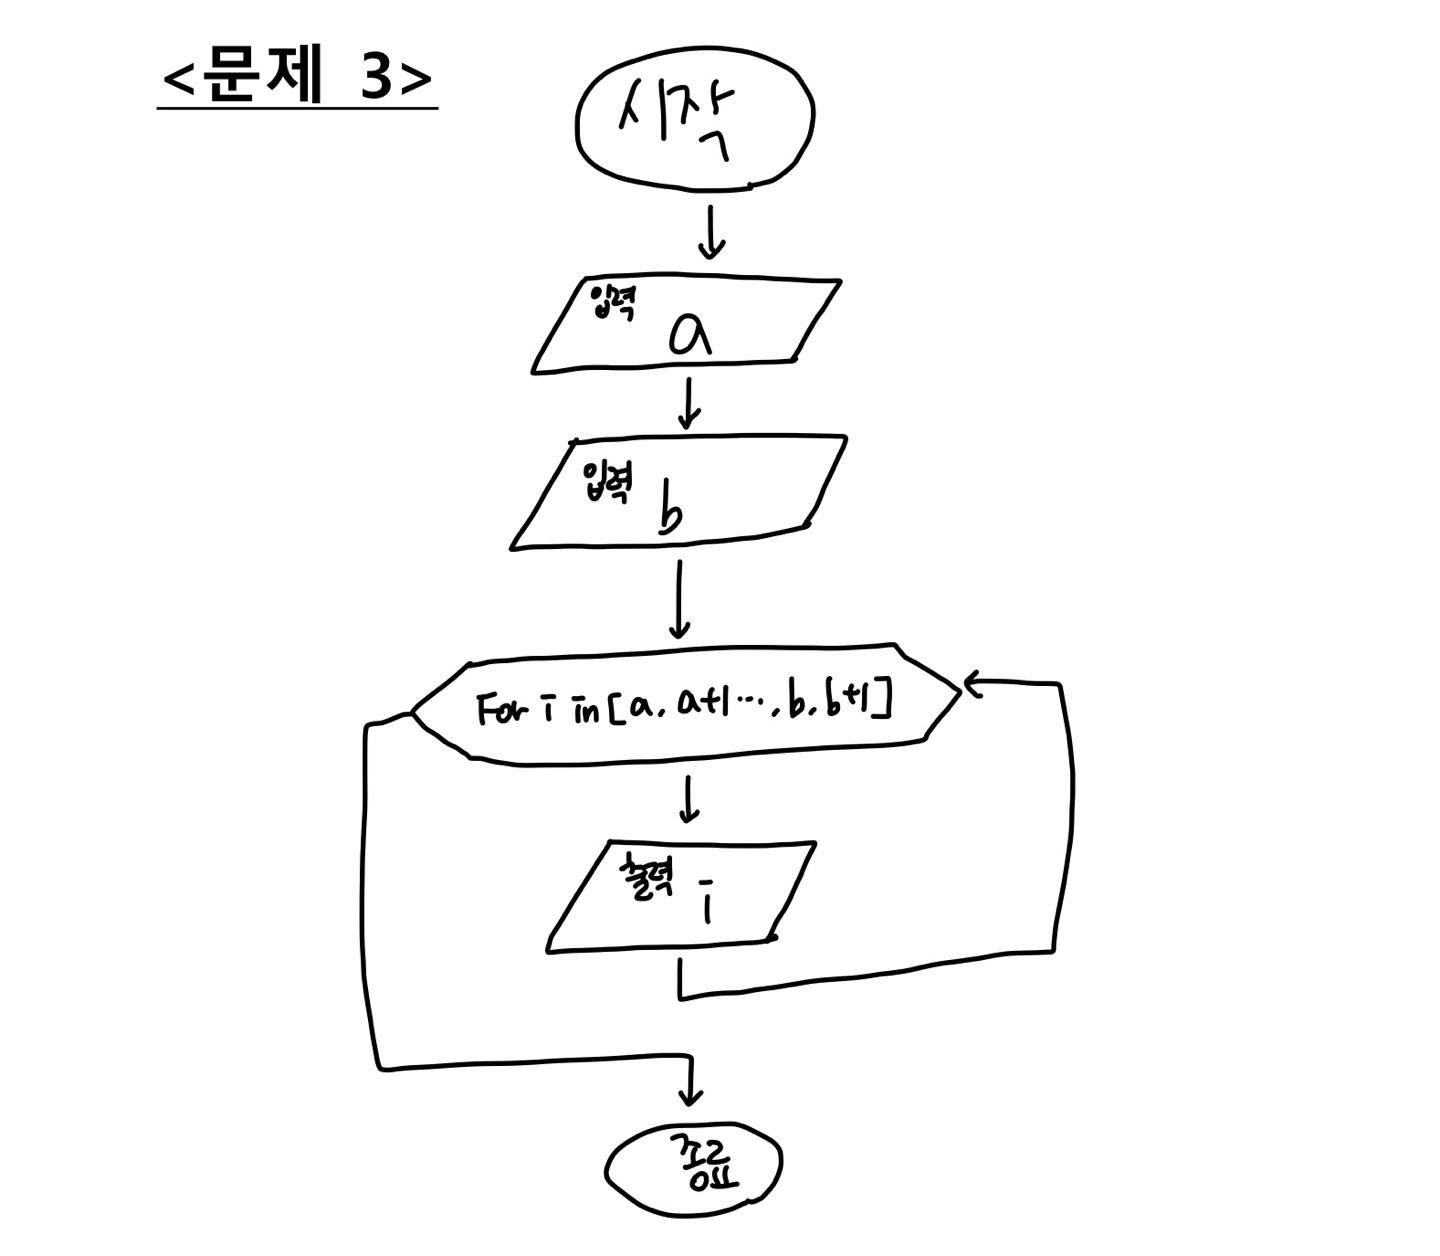 <문제 3>
시작
입력
a
입력
b
For i in [a, a+1 ..., b, b+1]
출력
i
종료